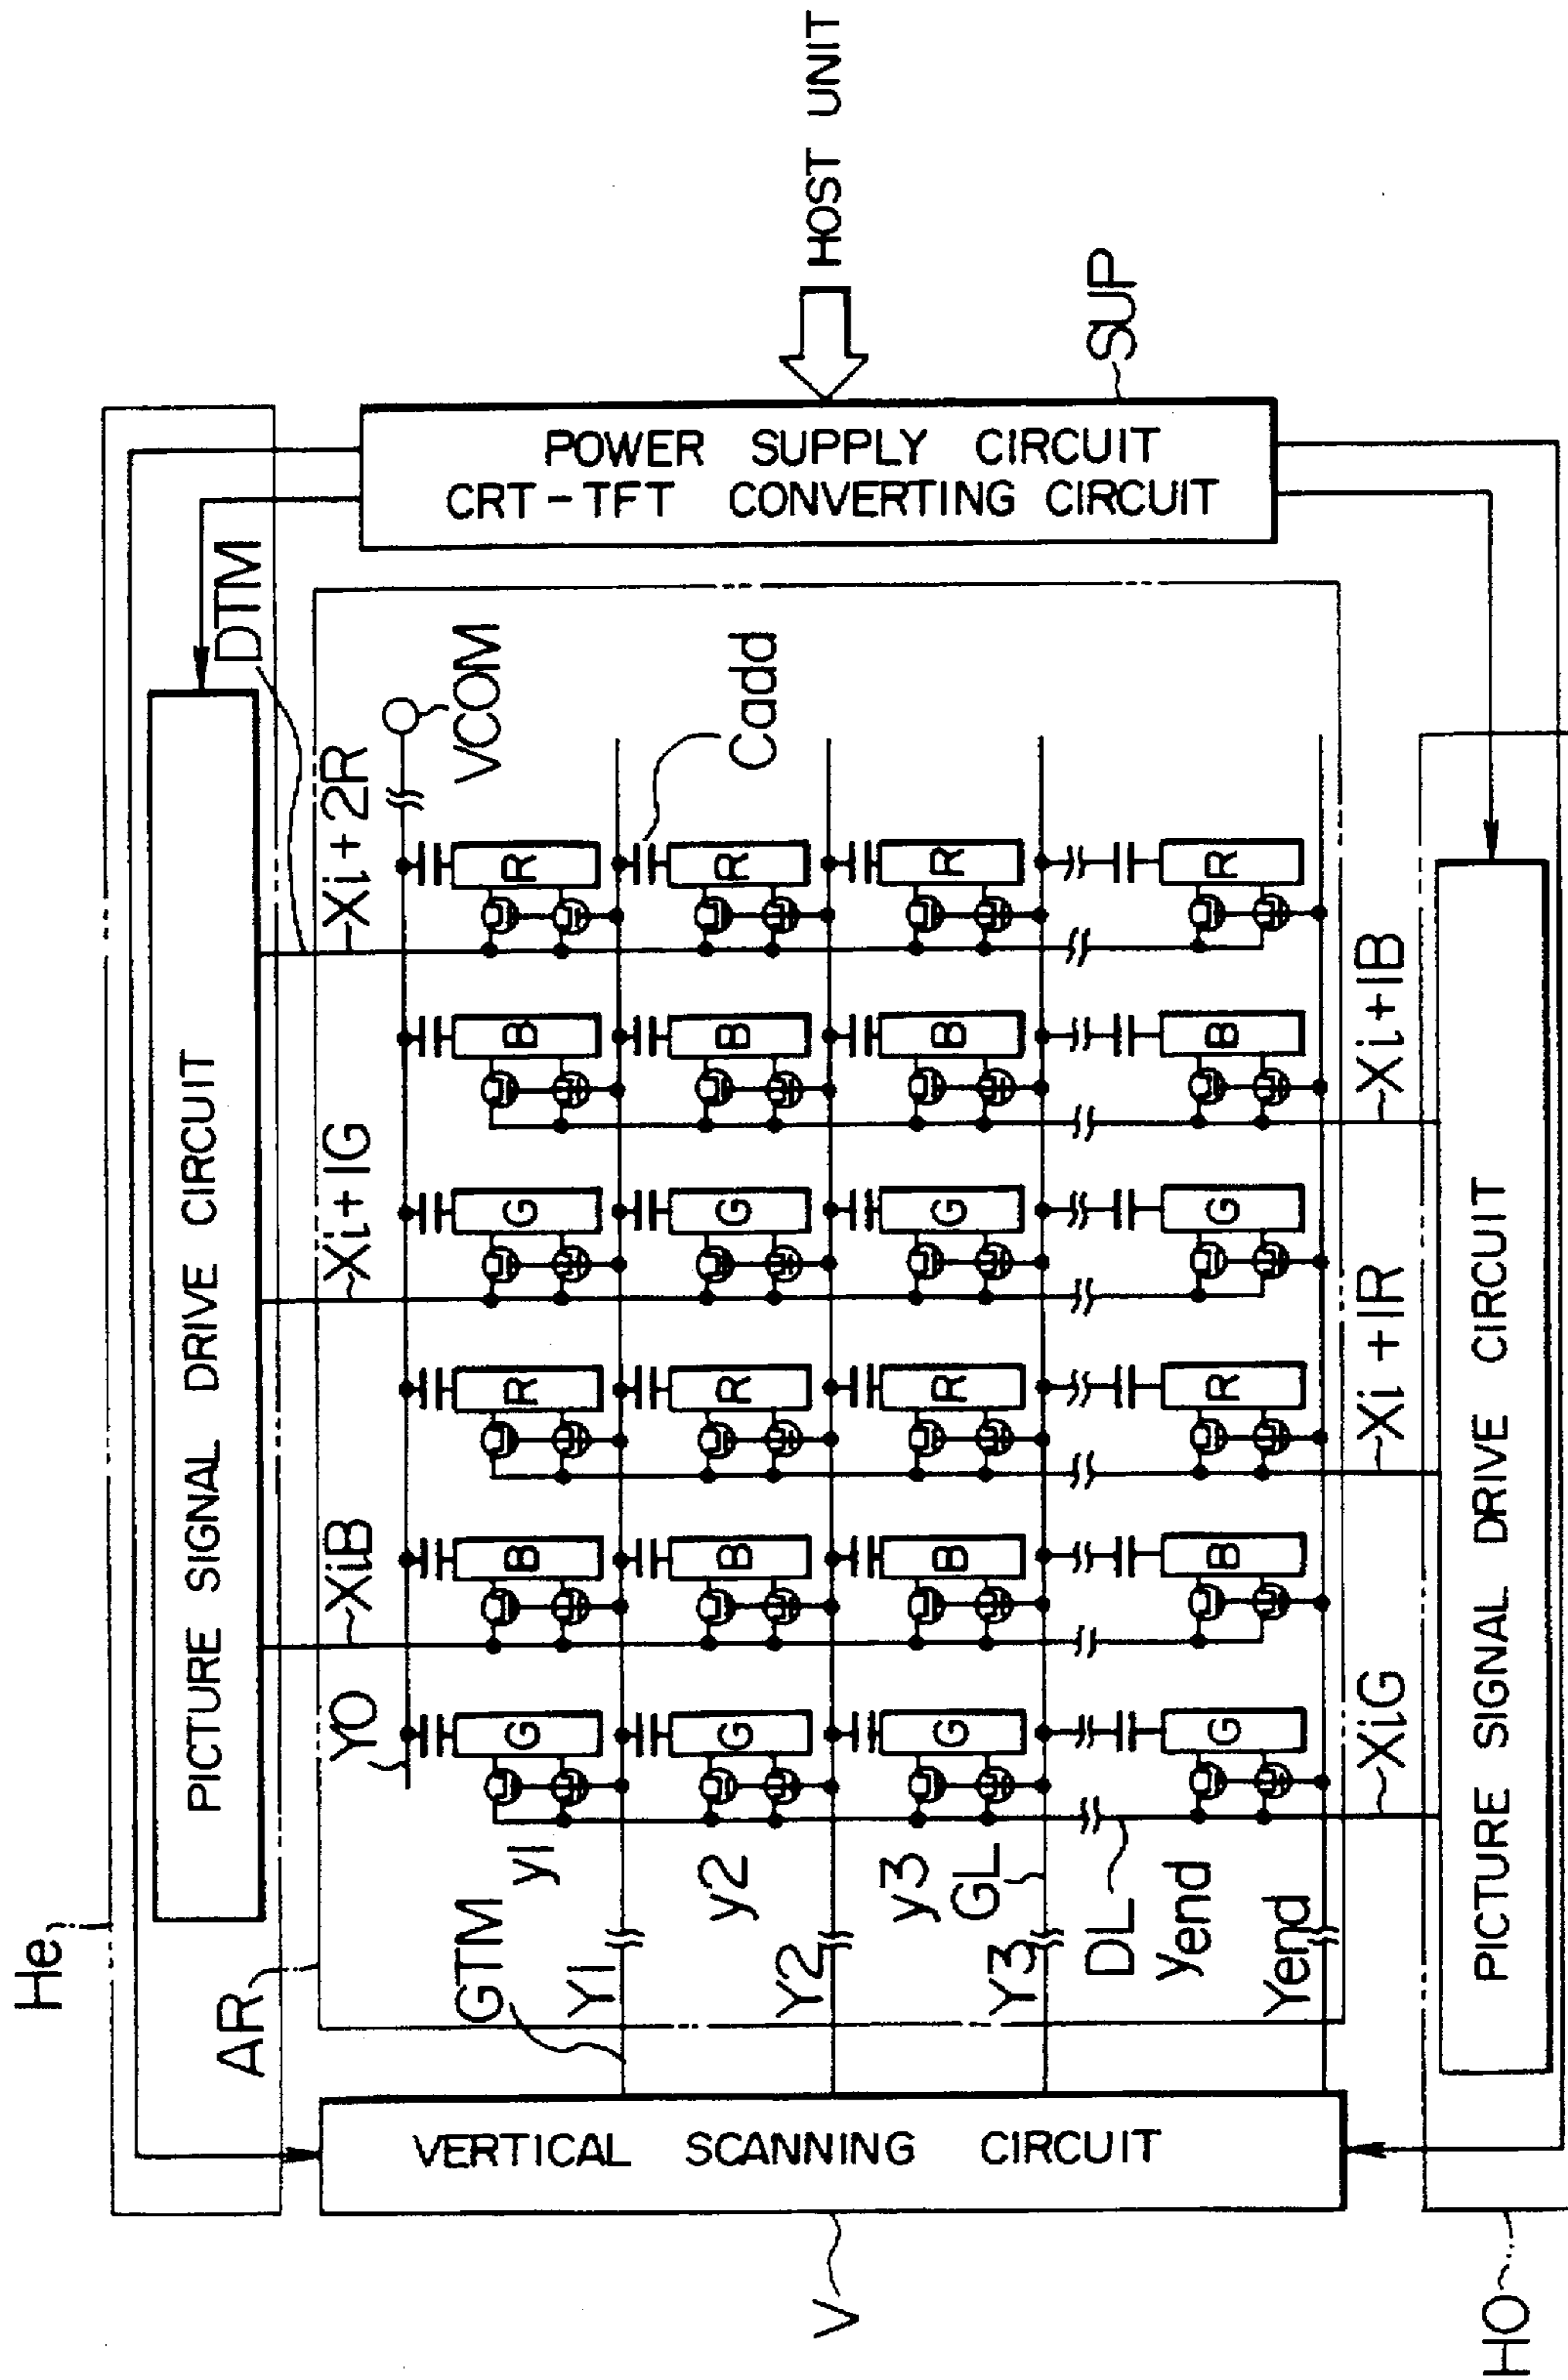 He
PICTURE SIGNAL DRIVE CIRCUIT
DTM
AR
Y0
XiB
Xi+1G
Xi+2R
VCOM
GTM
y1
G B R G B R
Y1
Cadd
y2
G B R G B R
Y2
y3
G B R G B R
GL
Y3
DL
yend
G B R G B R
Yend
XiG
Xi+1R
Xi+1B
VERTICAL SCANNING CIRCUIT
V
POWER SUPPLY CIRCUIT
CRT-TFT CONVERTING CIRCUIT
SUP
HOST UNIT
PICTURE SIGNAL DRIVE CIRCUIT
HO